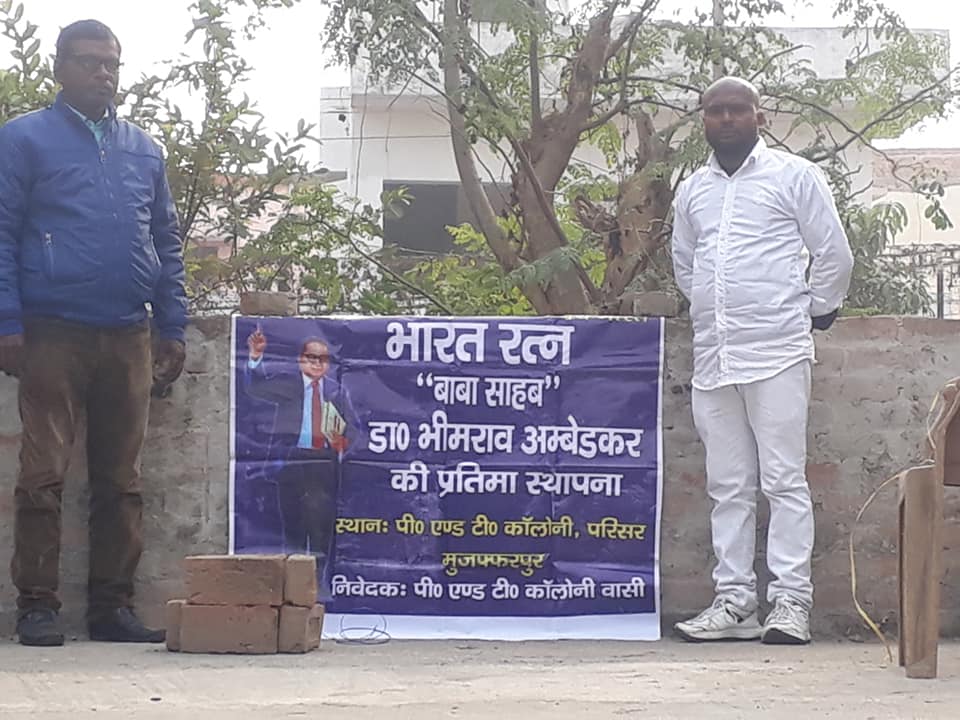 भारत रत्न
“बाबा साहब”
डा० भीमराव अम्बेडकर
की प्रतिमा स्थापना
स्थानः पी० एण्ड टी० कॉलोनी, परिसर
मुजफ्फरपुर
निवेदकः पी० एण्ड टी० कॉलोनी वासी